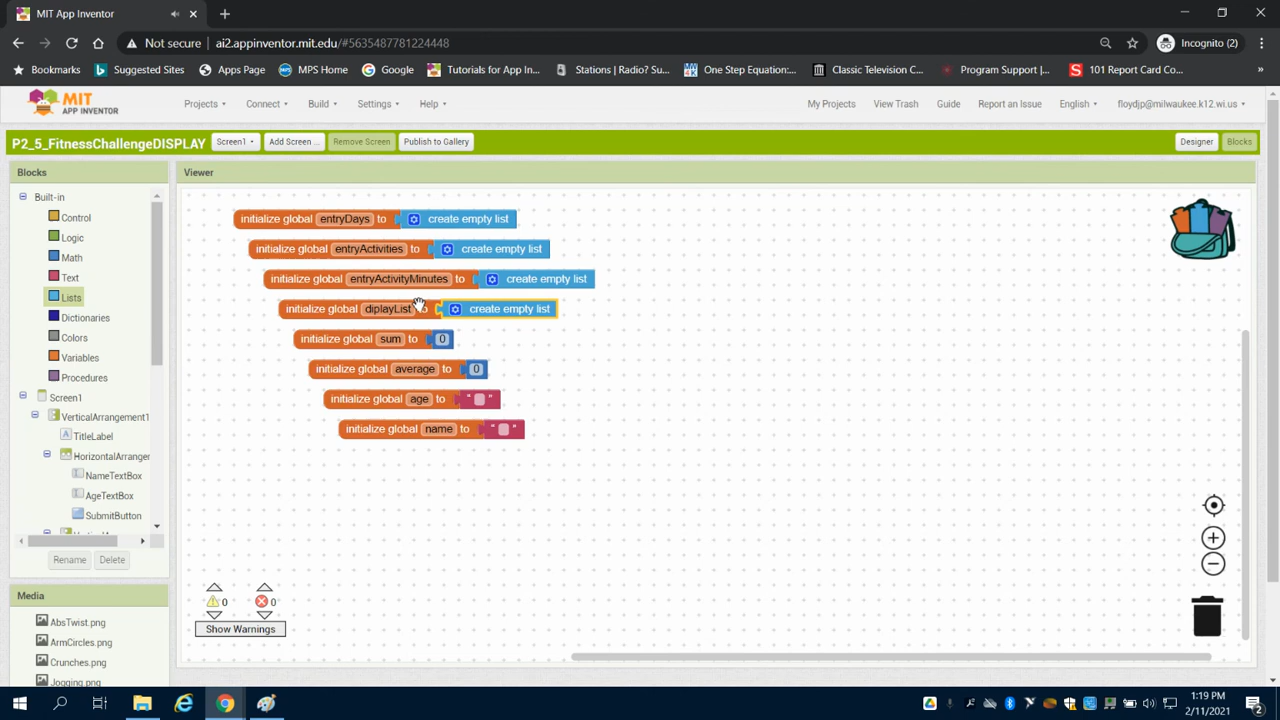 MIT App Inventor
Not secure
ai2.appinventor.mit.edu/#5635487781224448
Incognito (2)
Bookmarks
Suggested Sites
Apps Page
MPS Home
Google
Tutorials for App In...
Stations | Radio? Su...
One Step Equation:...
Classic Television C...
Program Support |...
101 Report Card Co...
»
MIT
APP INVENTOR
Projects
Connect
Build
Settings
Help
My Projects
View Trash
Guide
Report an Issue
English
floydjp@milwaukee.k12.wi.us
P2_5_FitnessChallengeDISPLAY
Screen1
Add Screen ...
Remove Screen
Publish to Gallery
Designer
Blocks
Blocks
Viewer
Built-in
Control
Logic
Math
Text
Lists
Dictionaries
Colors
Variables
Procedures
Screen1
VerticalArrangement1
TitleLabel
HorizontalArranger
NameTextBox
AgeTextBox
SubmitButton
Rename
Delete
Media
AbsTwist.png
ArmCircles.png
Crunches.png
Jogging.png
initialize global entryDays to create empty list
initialize global entryActivities to create empty list
initialize global entryActivityMinutes to create empty list
initialize global diplayList to create empty list
initialize global sum to 0
initialize global average to 0
initialize global age to " "
initialize global name to " "
0
0
Show Warnings
1:19 PM
2/11/2021
2